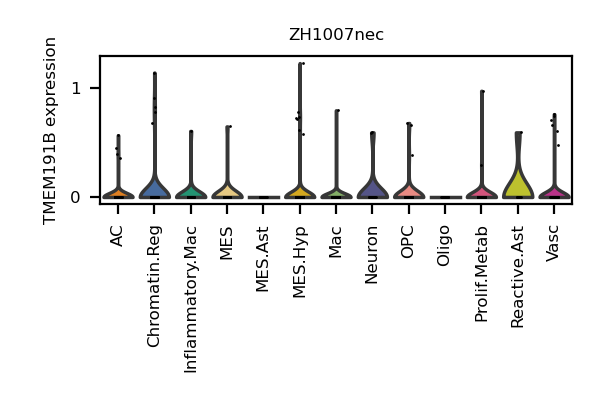 ZH1007nec
TMEM191B expression
1
0
AC
Chromatin.Reg
Inflammatory.Mac
MES
MES.Ast
MES.Hyp
Mac
Neuron
OPC
Oligo
Prolif.Metab
Reactive.Ast
Vasc